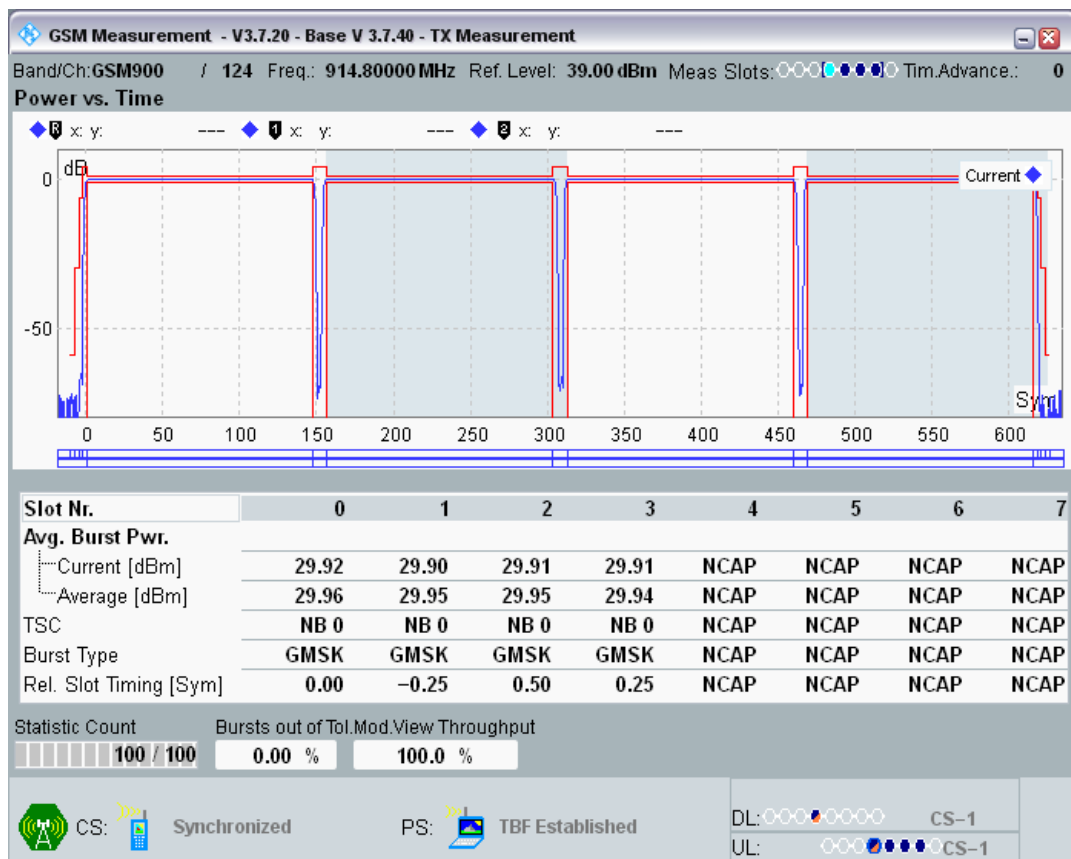 GSM Measurement - V3.7.20 - Base V 3.7.40 - TX Measurement
Band/Ch:GSM900 / 124 Freq.: 914.80000 MHz Ref. Level: 39.00 dBm Meas Slots: Tim.Advance.: 0
Power vs. Time
R x: y: --- 1 x: y: --- 2 x: y: ---
dB
0
Current
-50
Sym
0 50 100 150 200 250 300 350 400 450 500 550 600
Slot Nr. 0 1 2 3 4 5 6 7
Avg. Burst Pwr.
Current [dBm] 29.92 29.90 29.91 29.91 NCAP NCAP NCAP NCAP
Average [dBm] 29.96 29.95 29.95 29.94 NCAP NCAP NCAP NCAP
TSC NB 0 NB 0 NB 0 NB 0 NCAP NCAP NCAP NCAP
Burst Type GMSK GMSK GMSK GMSK NCAP NCAP NCAP NCAP
Rel. Slot Timing [Sym] 0.00 −0.25 0.50 0.25 NCAP NCAP NCAP NCAP
Statistic Count Bursts out of Tol.Mod.View Throughput
100 / 100 0.00 % 100.0 %
CS: Synchronized PS: TBF Established DL: CS−1
UL: CS−1